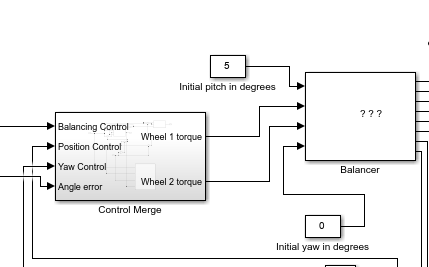 5
Initial pitch in degrees
? ? ?
Balancer
Balancing Control
Wheel 1 torque
Position Control
Yaw Control
Wheel 2 torque
Angle error
Control Merge
0
Initial yaw in degrees